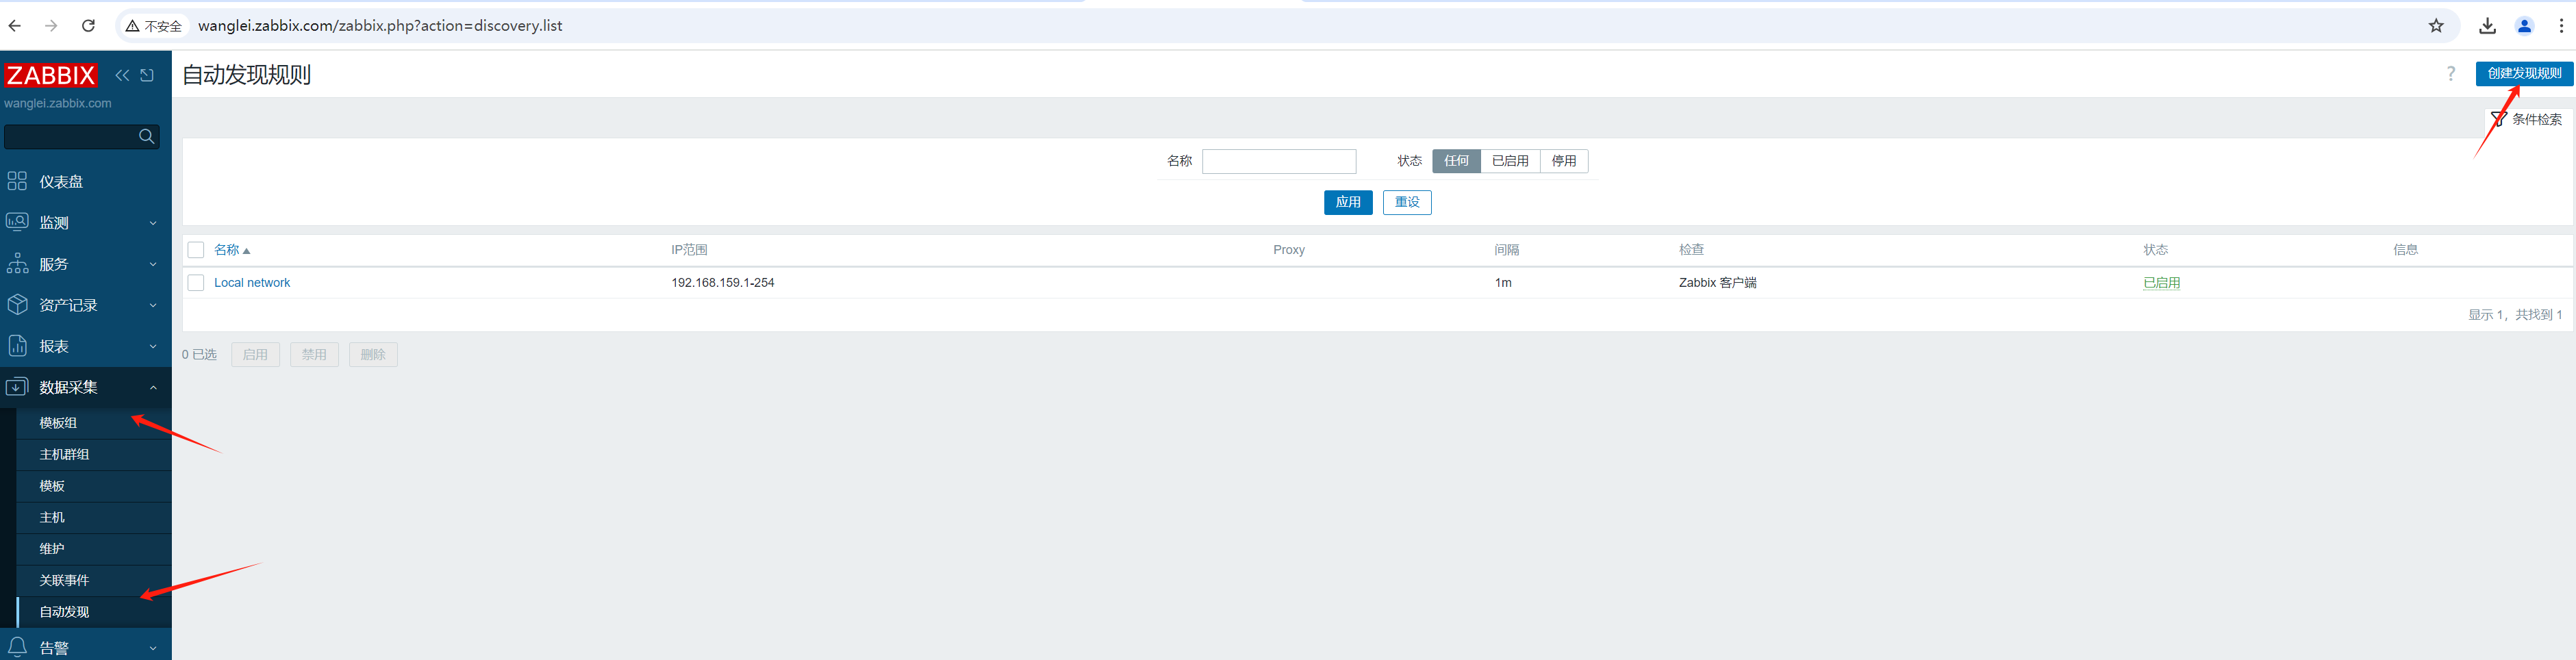 不安全 wanglei.zabbix.com/zabbix.php?action=discovery.list
ZABBIX
wanglei.zabbix.com
仪表盘
监测
服务
资产记录
报表
数据采集
模板组
主机群组
模板
主机
维护
关联事件
自动发现
告警
自动发现规则
? 创建发现规则
条件检索
名称 状态 任何 已启用 停用
应用 重设
名称 IP范围 Proxy 间隔 检查 状态 信息
Local network 192.168.159.1-254 1m Zabbix 客户端 已启用
显示 1，共找到 1
0 已选 启用 禁用 删除